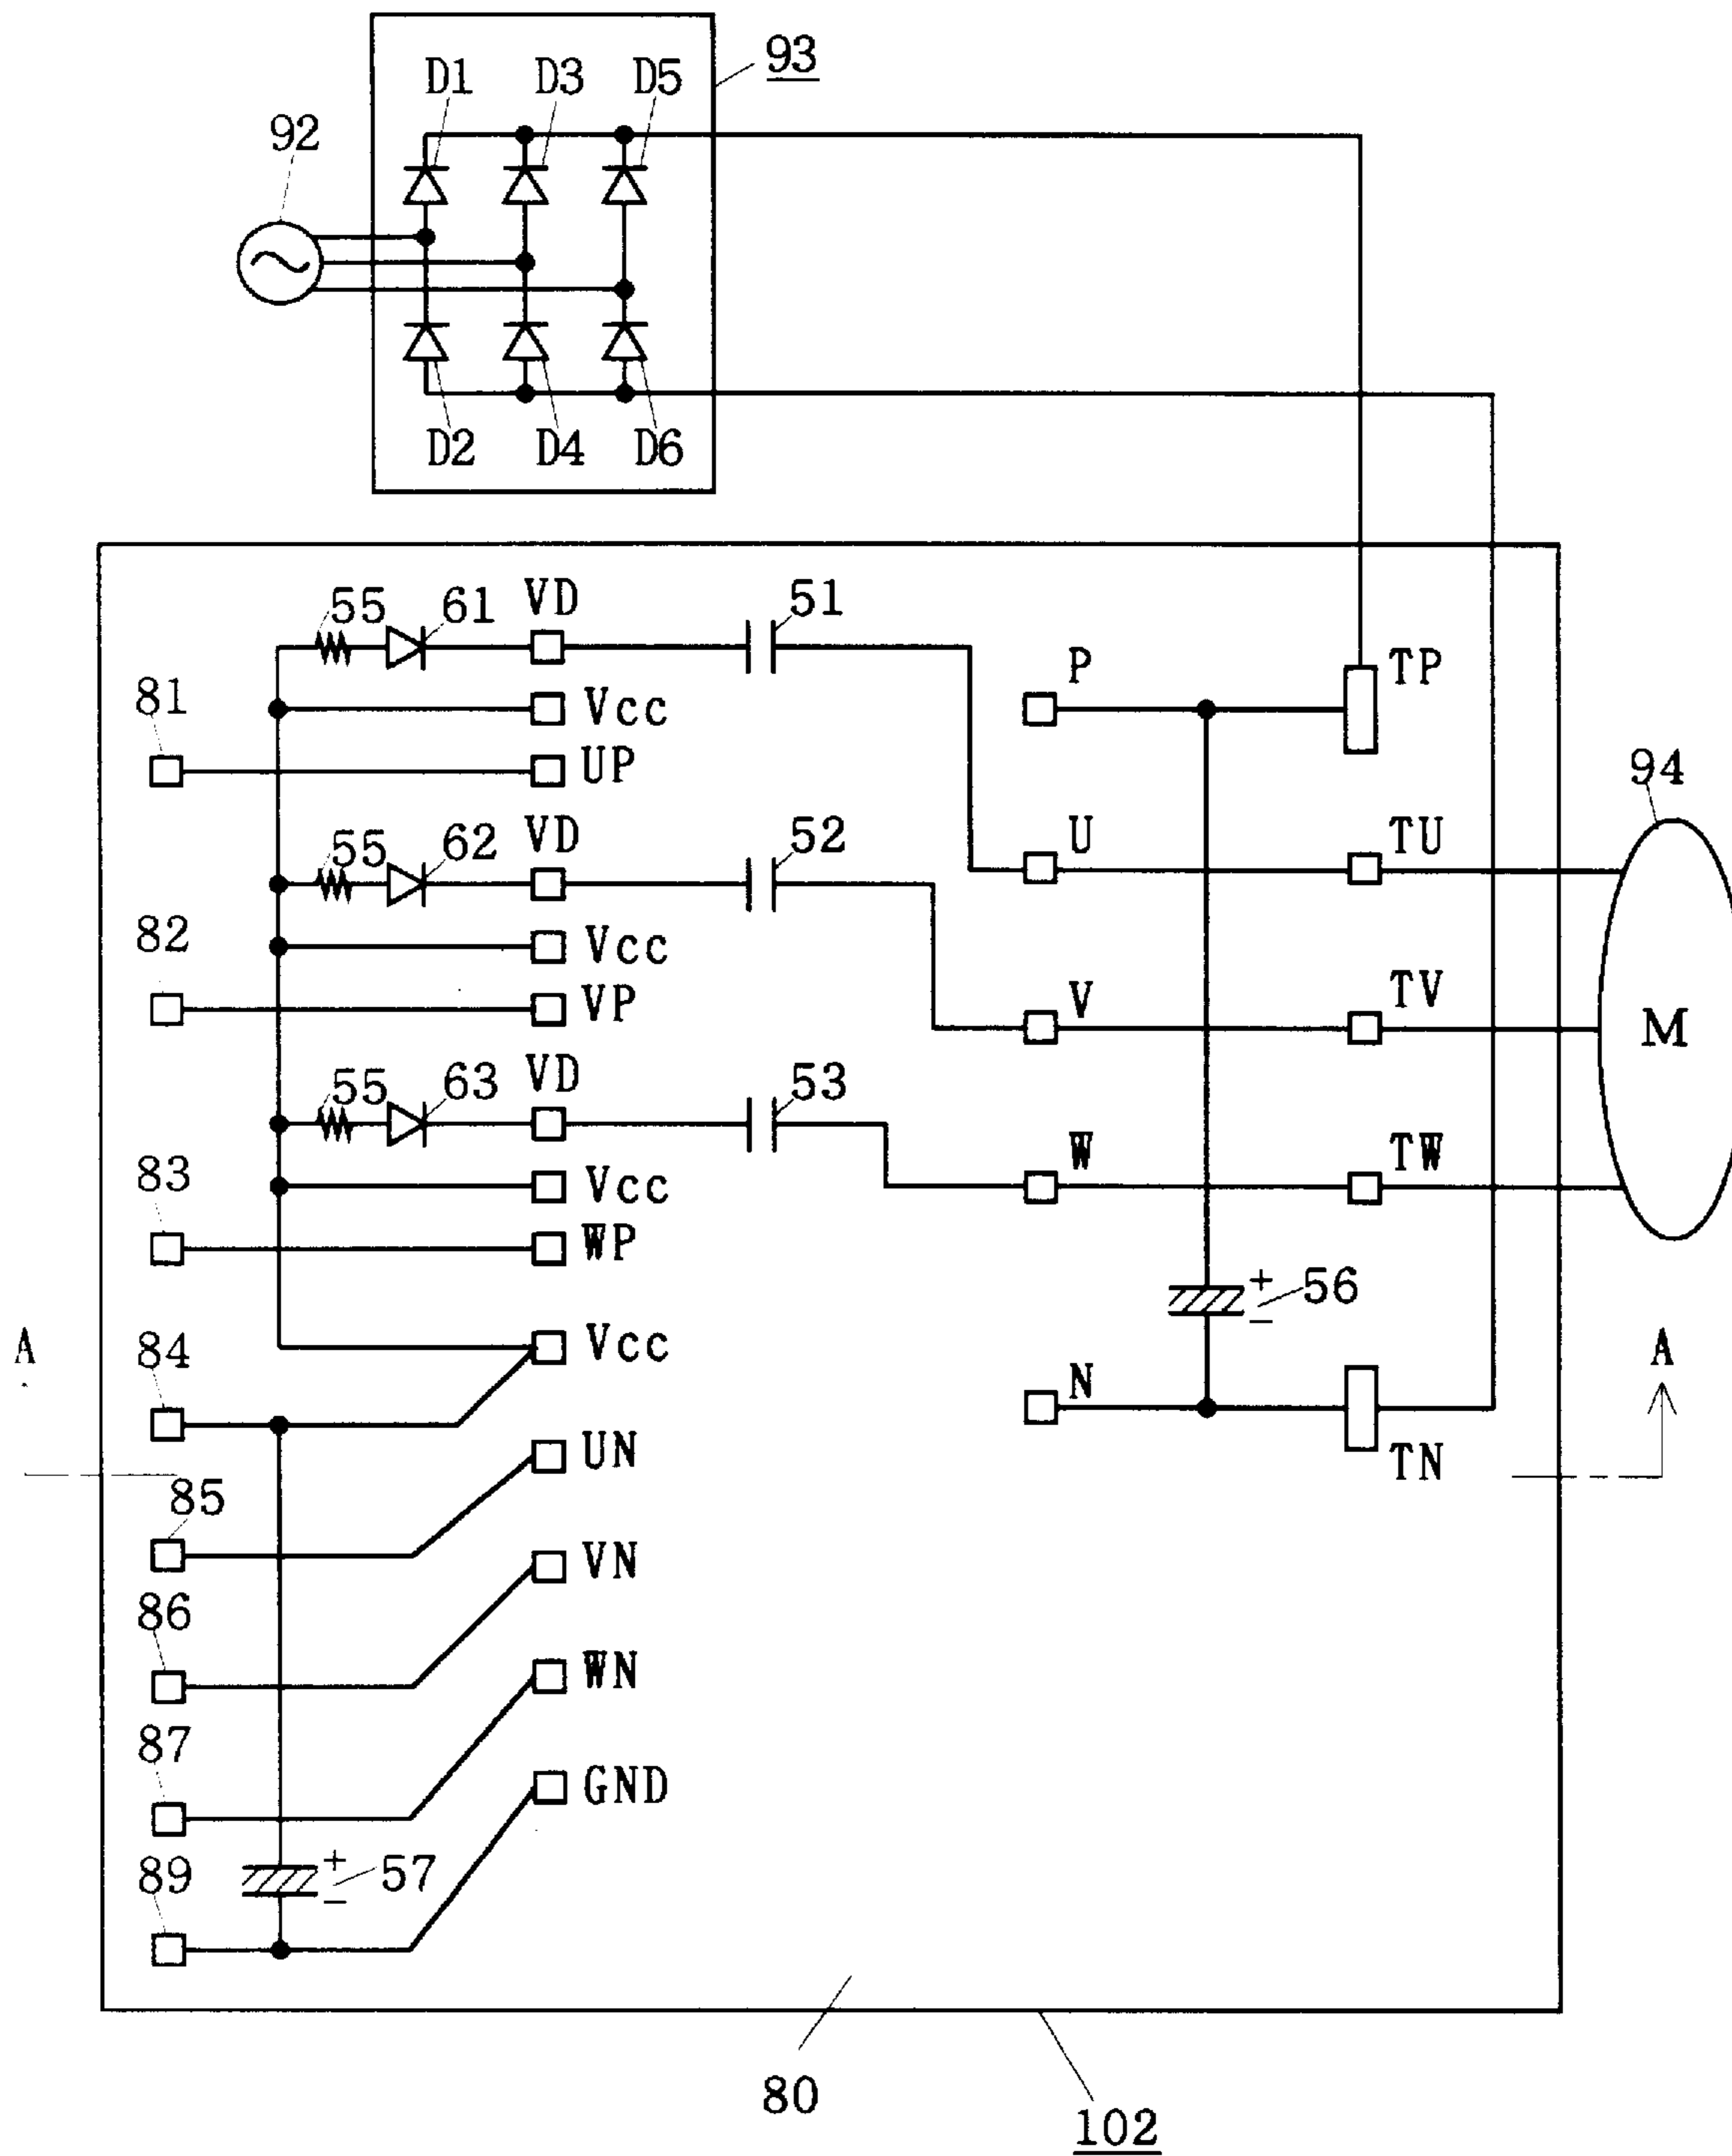 93
D1 D3 D5
92
D2 D4 D6
55 61 VD 51
P TP
81 Vcc
UP
94
55 62 VD 52 U TU
82 Vcc
VP V TV
M
55 63 VD 53 W TW
83 Vcc
WP
+
56
-
A 84 Vcc N A
UN TN
85
VN
86
WN
87
GND
+
89 57
-
80
102